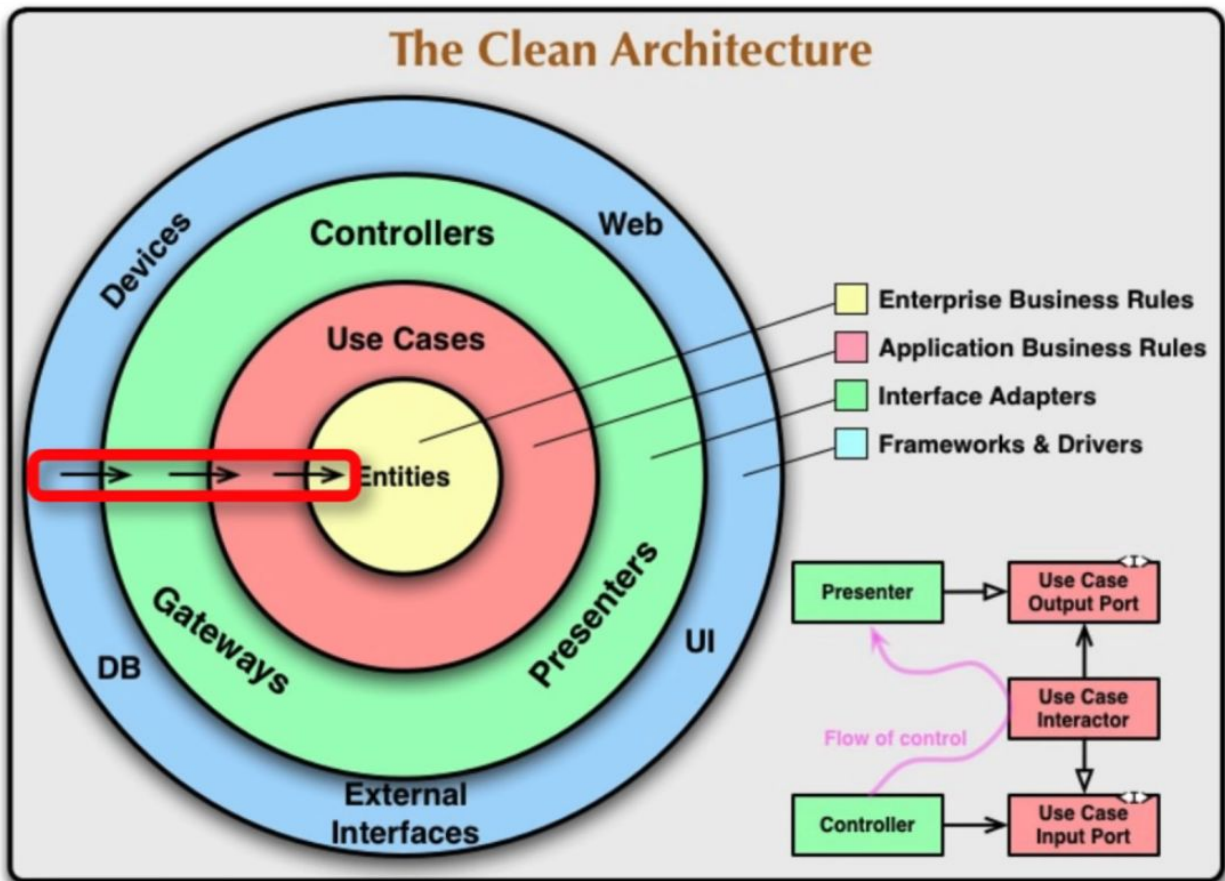 The Clean Architecture
Devices
Controllers
Web
Use Cases
Entities
Gateways
Presenters
DB
UI
External
Interfaces
Enterprise Business Rules
Application Business Rules
Interface Adapters
Frameworks & Drivers
Presenter
Use Case
Output Port
<I>
Use Case
Interactor
Flow of control
Controller
Use Case
Input Port
<I>